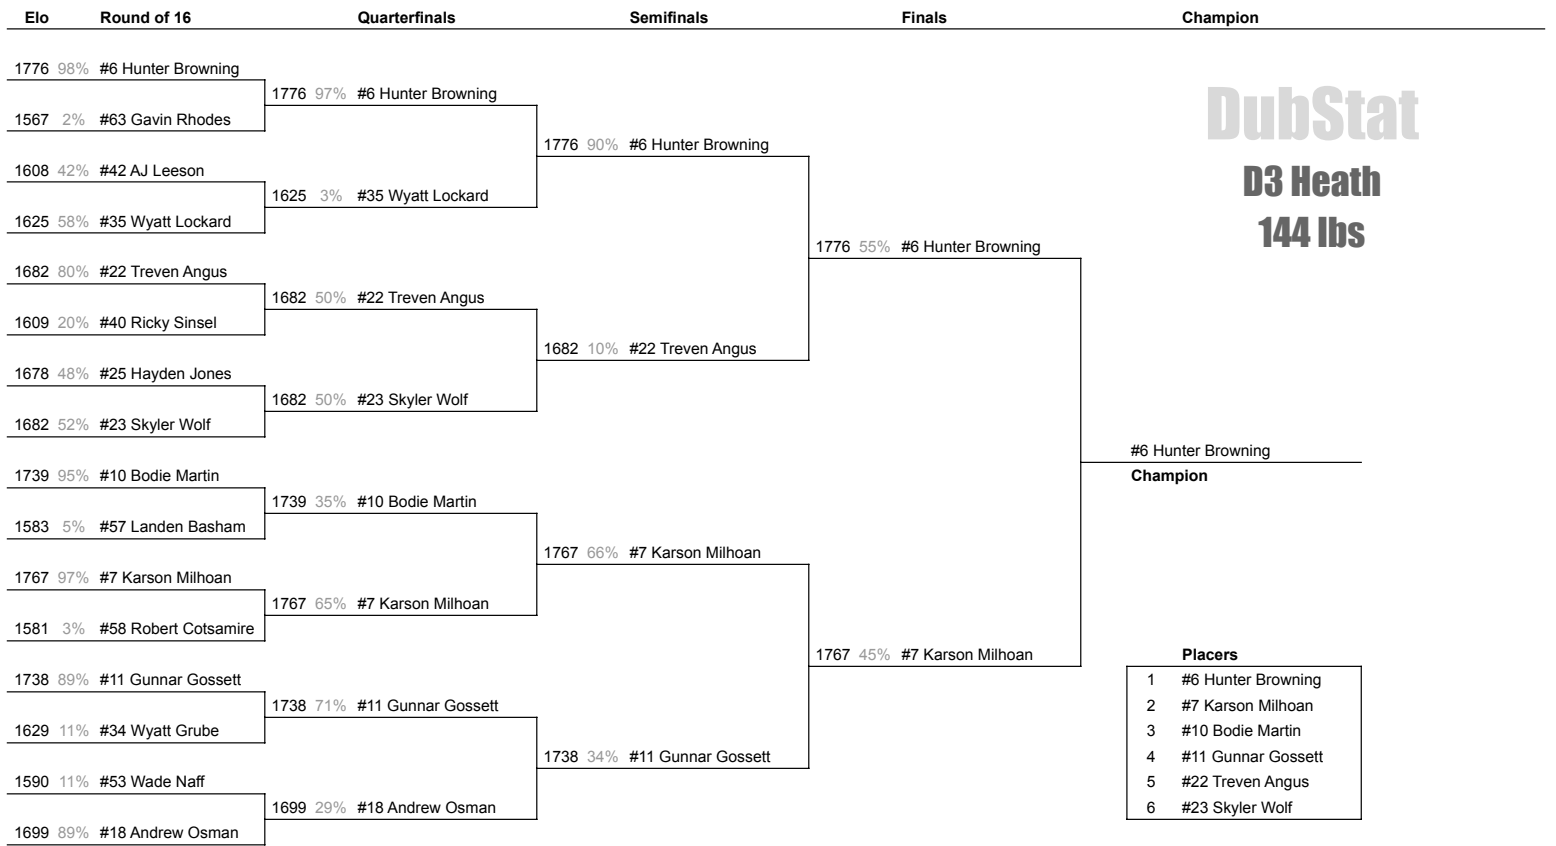 Elo Round of 16 Quarterfinals Semifinals Finals Champion
1776 98% #6 Hunter Browning
1776 97% #6 Hunter Browning
1567 2% #63 Gavin Rhodes
DubStat
1776 90% #6 Hunter Browning
1608 42% #42 AJ Leeson
D3 Heath
1625 3% #35 Wyatt Lockard
1625 58% #35 Wyatt Lockard
144 lbs
1776 55% #6 Hunter Browning
1682 80% #22 Treven Angus
1682 50% #22 Treven Angus
1609 20% #40 Ricky Sinsel
1682 10% #22 Treven Angus
1678 48% #25 Hayden Jones
1682 50% #23 Skyler Wolf
1682 52% #23 Skyler Wolf
#6 Hunter Browning
1739 95% #10 Bodie Martin
Champion
1739 35% #10 Bodie Martin
1583 5% #57 Landen Basham
1767 66% #7 Karson Milhoan
1767 97% #7 Karson Milhoan
1767 65% #7 Karson Milhoan
1581 3% #58 Robert Cotsamire
1767 45% #7 Karson Milhoan
Placers
1738 89% #11 Gunnar Gossett
1 #6 Hunter Browning
1738 71% #11 Gunnar Gossett
2 #7 Karson Milhoan
1629 11% #34 Wyatt Grube
3 #10 Bodie Martin
1738 34% #11 Gunnar Gossett
4 #11 Gunnar Gossett
1590 11% #53 Wade Naff
5 #22 Treven Angus
1699 29% #18 Andrew Osman
6 #23 Skyler Wolf
1699 89% #18 Andrew Osman